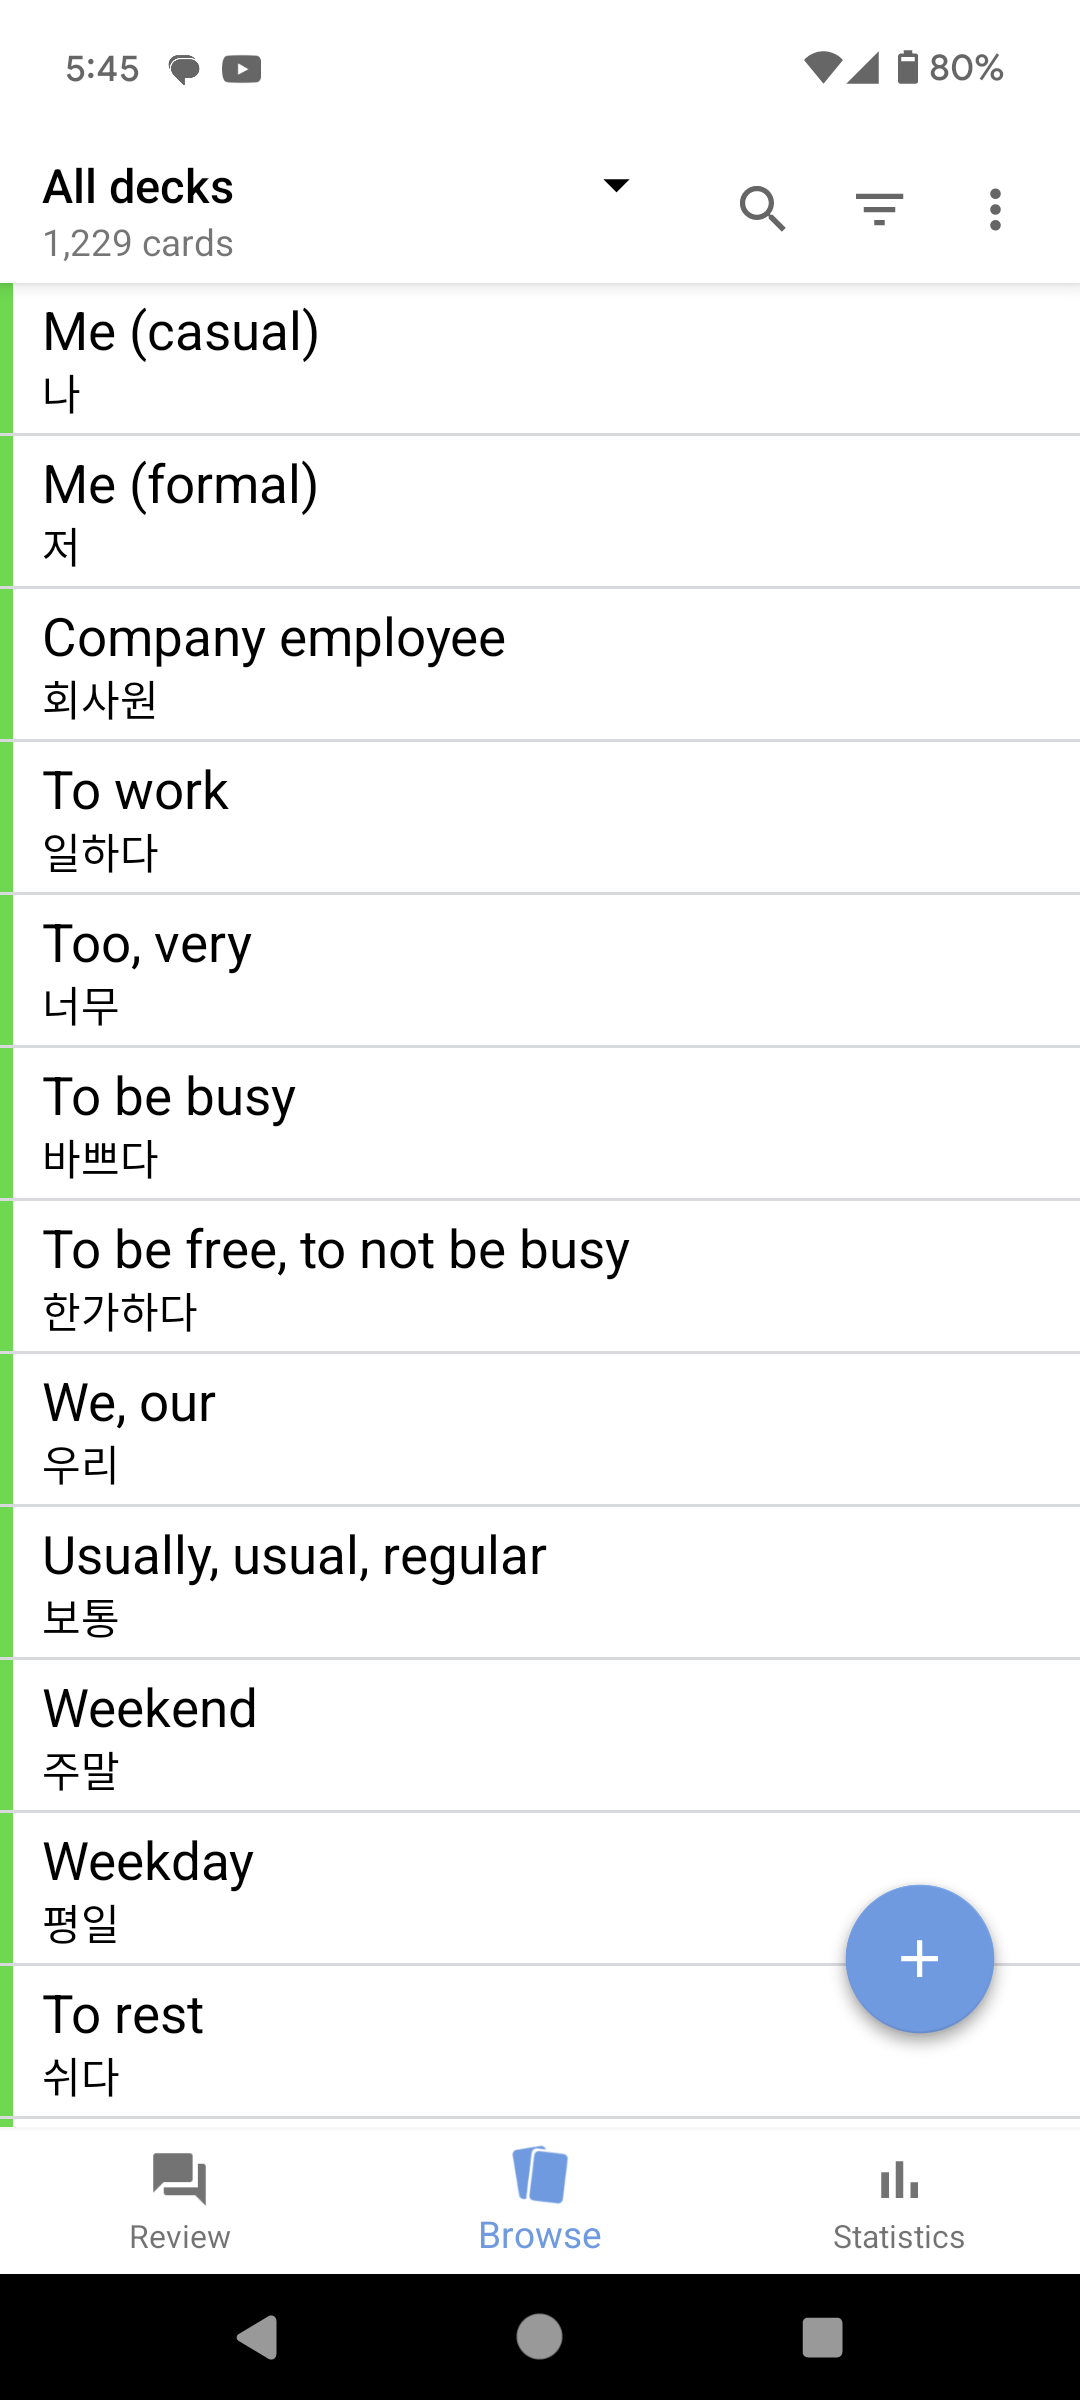 5:45
80%
All decks
1,229 cards
Me (casual)
나
Me (formal)
저
Company employee
회사원
To work
일하다
Too, very
너무
To be busy
바쁘다
To be free, to not be busy
한가하다
We, our
우리
Usually, usual, regular
보통
Weekend
주말
Weekday
평일
To rest
쉬다
Review
Browse
Statistics